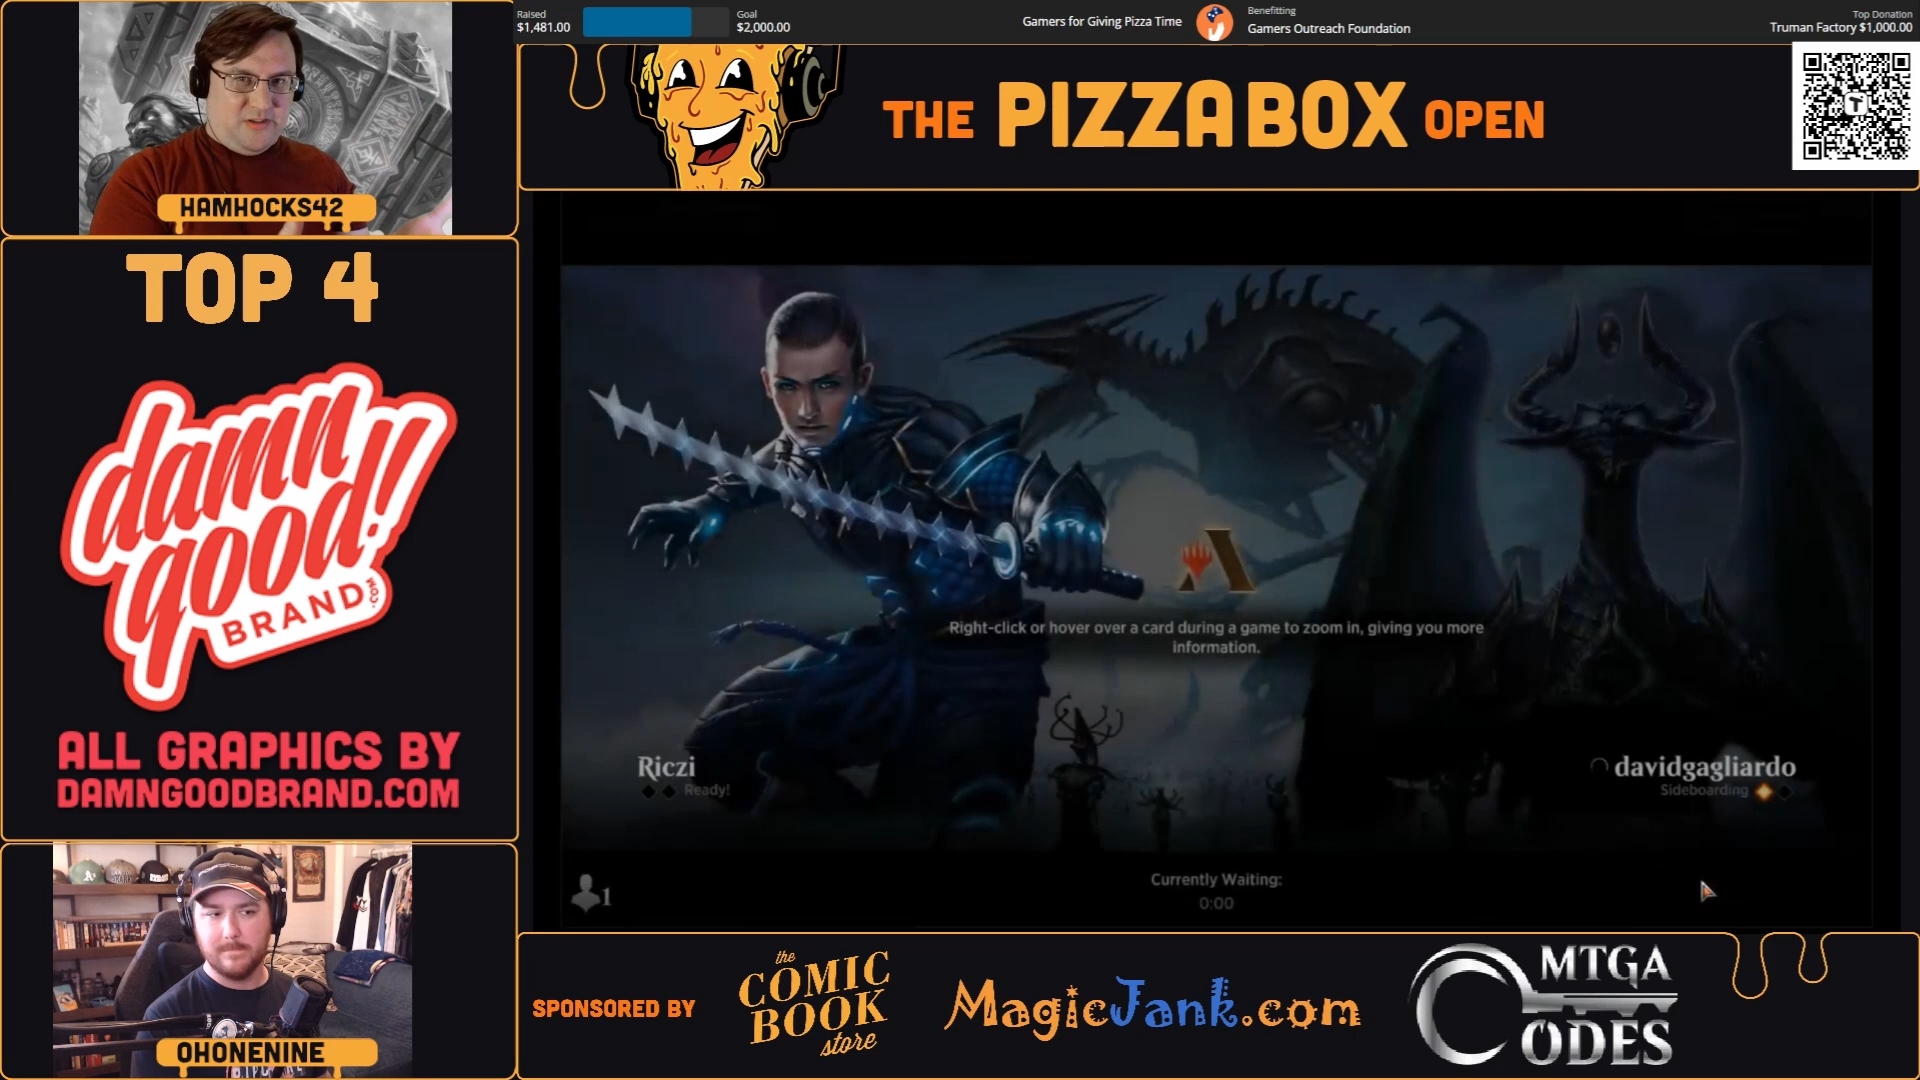 Raised
$1,481.00
Goal
$2,000.00
Gamers for Giving Pizza Time
Benefitting
Gamers Outreach Foundation
Top Donation
Truman Factory $1,000.00
THE PIZZA BOX OPEN
HAMHOCKS42
TOP 4
damn
good!!
BRAND.COM
ALL GRAPHICS BY
DAMNGOODBRAND.COM
Right-click or hover over a card during a game to zoom in, giving you more
information.
Riczi
Ready!
davidgagliardo
Sideboarding
1
Currently Waiting:
0:00
OHONENINE
SPONSORED BY
the
COMIC
BOOK
store
MagicJank.com
MTGA
CODES